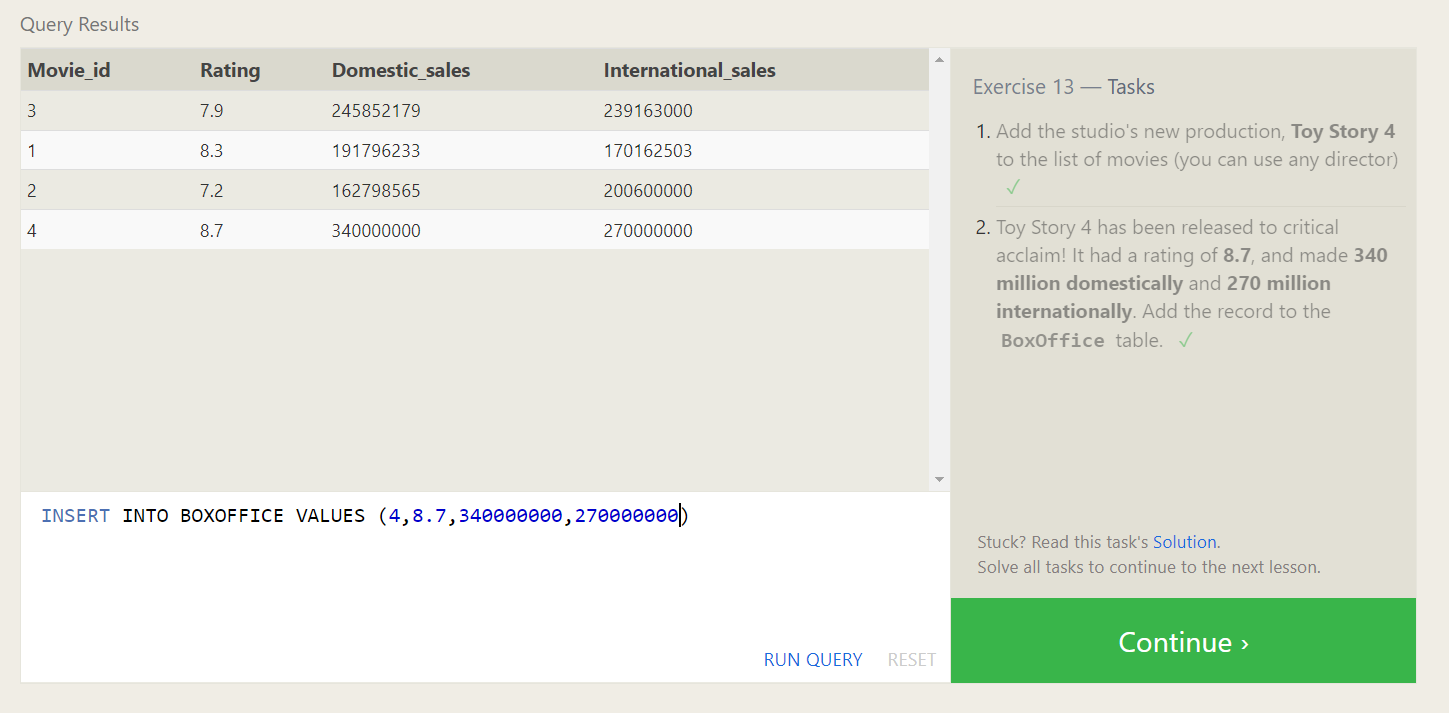 Query Results
Movie_id Rating Domestic_sales International_sales
3 7.9 245852179 239163000
1 8.3 191796233 170162503
2 7.2 162798565 200600000
4 8.7 340000000 270000000
INSERT INTO BOXOFFICE VALUES (4,8.7,340000000,270000000)
RUN QUERY RESET
Exercise 13 — Tasks
1. Add the studio's new production, Toy Story 4
to the list of movies (you can use any director)
✓
2. Toy Story 4 has been released to critical
acclaim! It had a rating of 8.7, and made 340
million domestically and 270 million
internationally. Add the record to the
BoxOffice table. ✓
Stuck? Read this task's Solution.
Solve all tasks to continue to the next lesson.
Continue ›